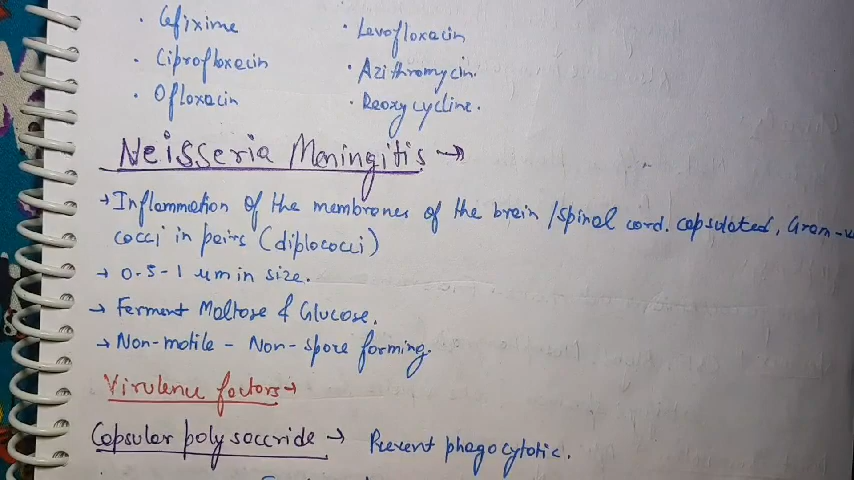 · Cefixime · Levofloxacin
· Ciprofloxacin · Azithromycin.
· Ofloxacin · Doxycycline.
Neisseria Meningitis →
→ Inflammation of the membranes of the brain / spinal cord. capsulated, Gram -ve
cocci in pairs (diplococci)
→ 0.5-1 um in size.
→ Ferment Maltose & Glucose.
→ Non-motile - Non-spore forming.
Virulence factors →
Capsular polysaccride → Prevent phagocytotic.